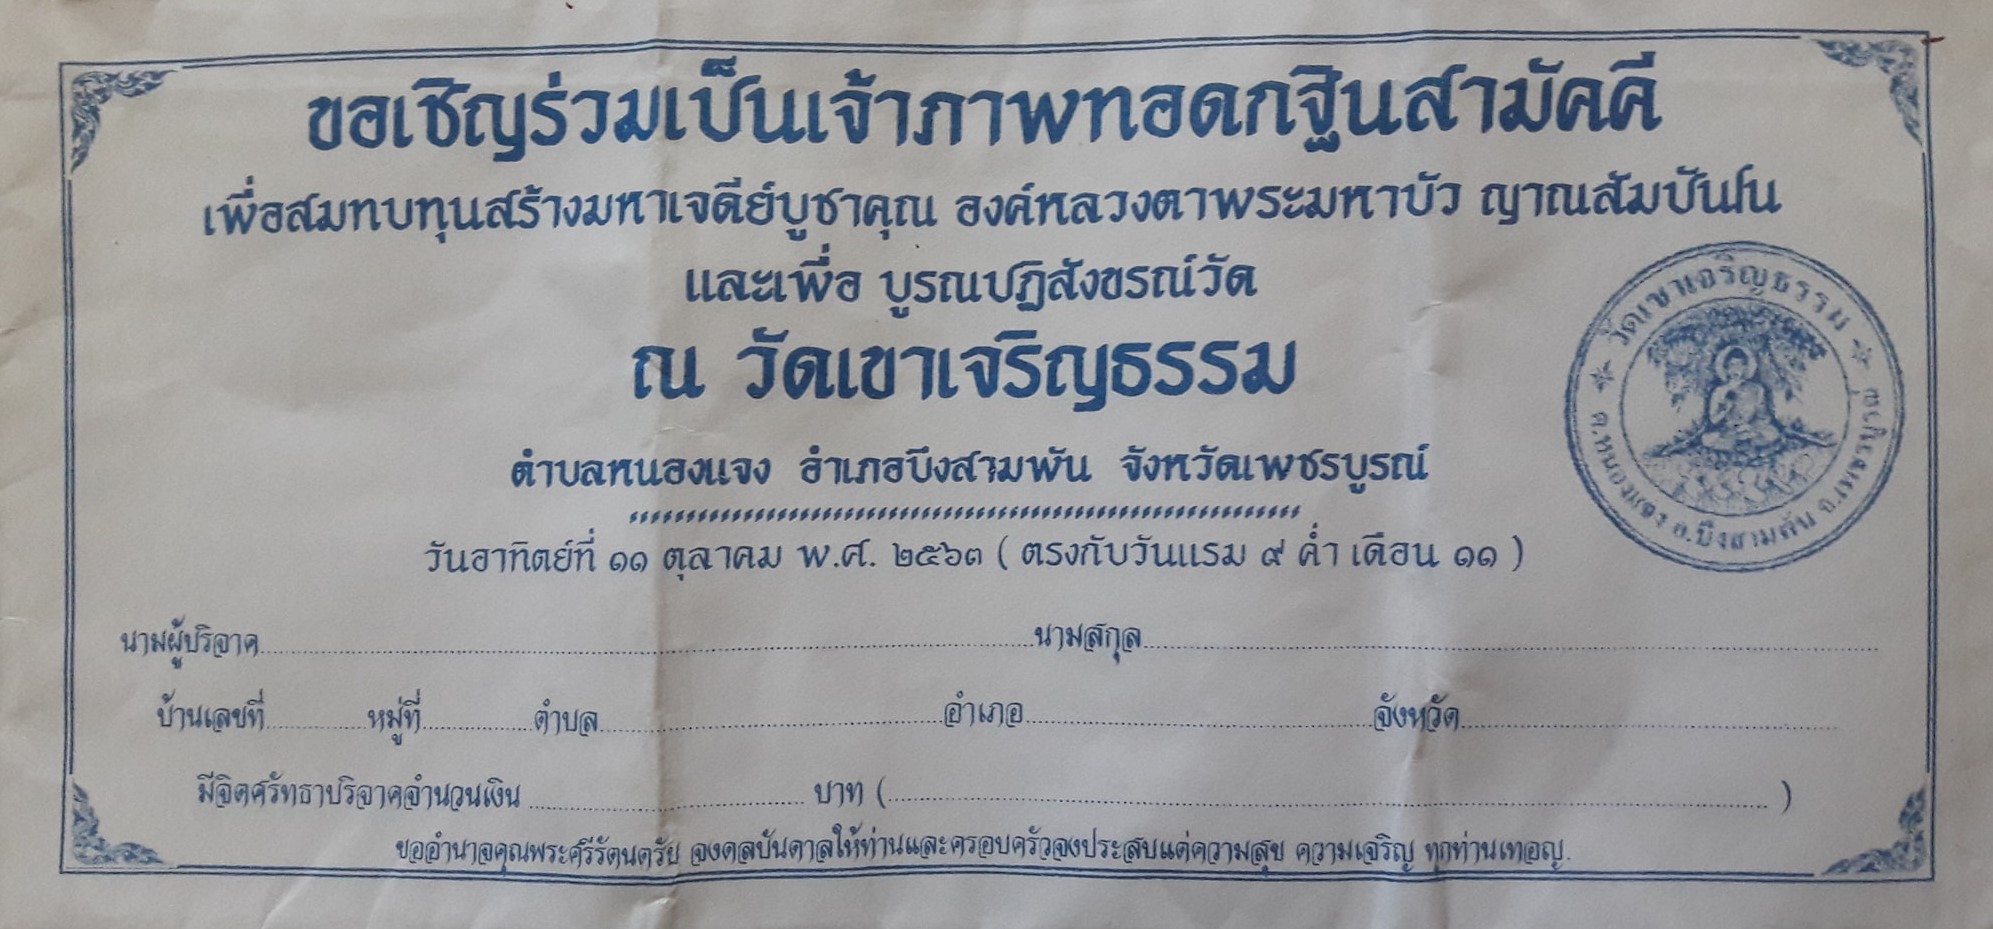 ขอเชิญร่วมเป็นเจ้าภาพทอดกฐินสามัคคี
เพื่อสมทบทุนสร้างมหาเจดีย์บูชาคุณ องค์หลวงตาพระมหาบัว ญาณสัมปันโน
และเพื่อ บูรณปฏิสังขรณ์วัด
ณ วัดเขาเจริญธรรม
ตำบลหนองแจง อำเภอบึงสามพัน จังหวัดเพชรบูรณ์
วัดเขาเจริญธรรม
ต.หนองแจง อ.บึงสามพัน จ.เพชรบูรณ์
วันอาทิตย์ที่ ๑๑ ตุลาคม พ.ศ. ๒๕๖๓ ( ตรงกับวันแรม ๙ ค่ำ เดือน ๑๑ )
นามผู้บริจาค นามสกุล
บ้านเลขที่ หมู่ที่ ตำบล อำเภอ จังหวัด
มีจิตศรัทธาบริจาคจำนวนเงิน บาท ( )
ขออำนาจคุณพระศรีรัตนตรัย จงดลบันดาลให้ท่านและครอบครัวจงประสบแต่ความสุข ความเจริญ ทุกท่านเทอญ.